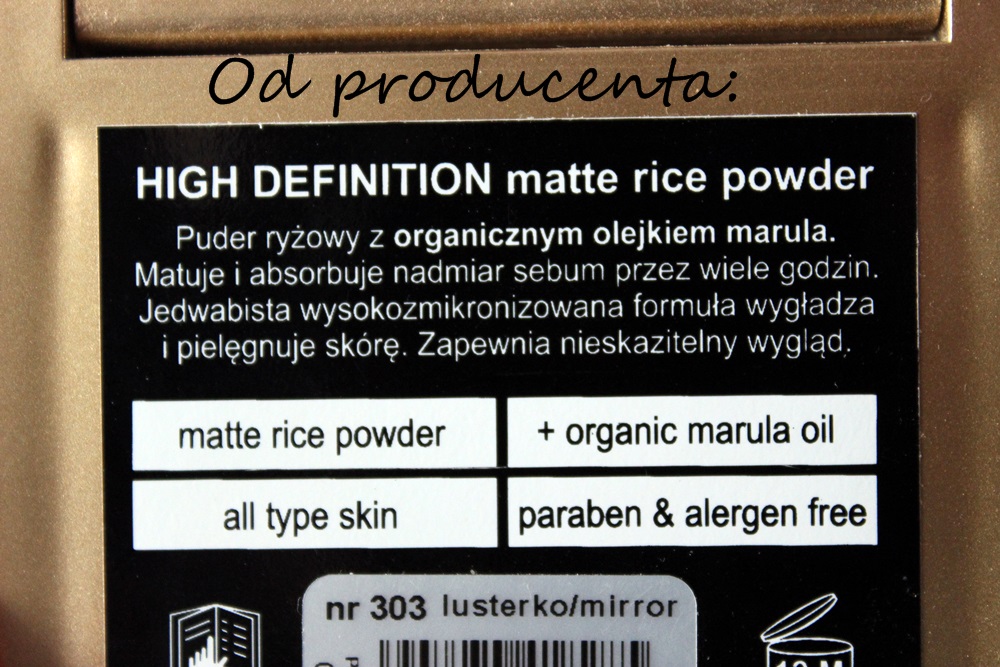 Od producenta:
HIGH DEFINITION matte rice powder
Puder ryżowy z organicznym olejkiem marula.
Matuje i absorbuje nadmiar sebum przez wiele godzin.
Jedwabista wysokozmikronizowana formuła wygładza
i pielęgnuje skórę. Zapewnia nieskazitelny wygląd.
matte rice powder
+ organic marula oil
all type skin
paraben & alergen free
nr 303 lusterko/mirror